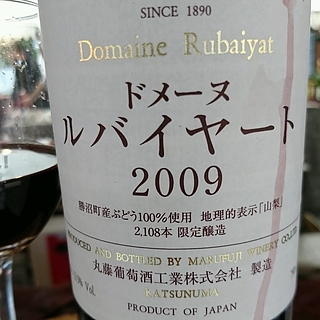 SINCE 1890
Domaine Rubaiyat
ドメーヌ
ルバイヤート
2009
勝沼町産ぶどう100%使用 地理的表示「山梨」
2,108本 限定醸造
PRODUCED AND BOTTLED BY MARUFUJI WINERY CO.,LTD.
丸藤葡萄酒工業株式会社 製造
KATSUNUMA
PRODUCT OF JAPAN